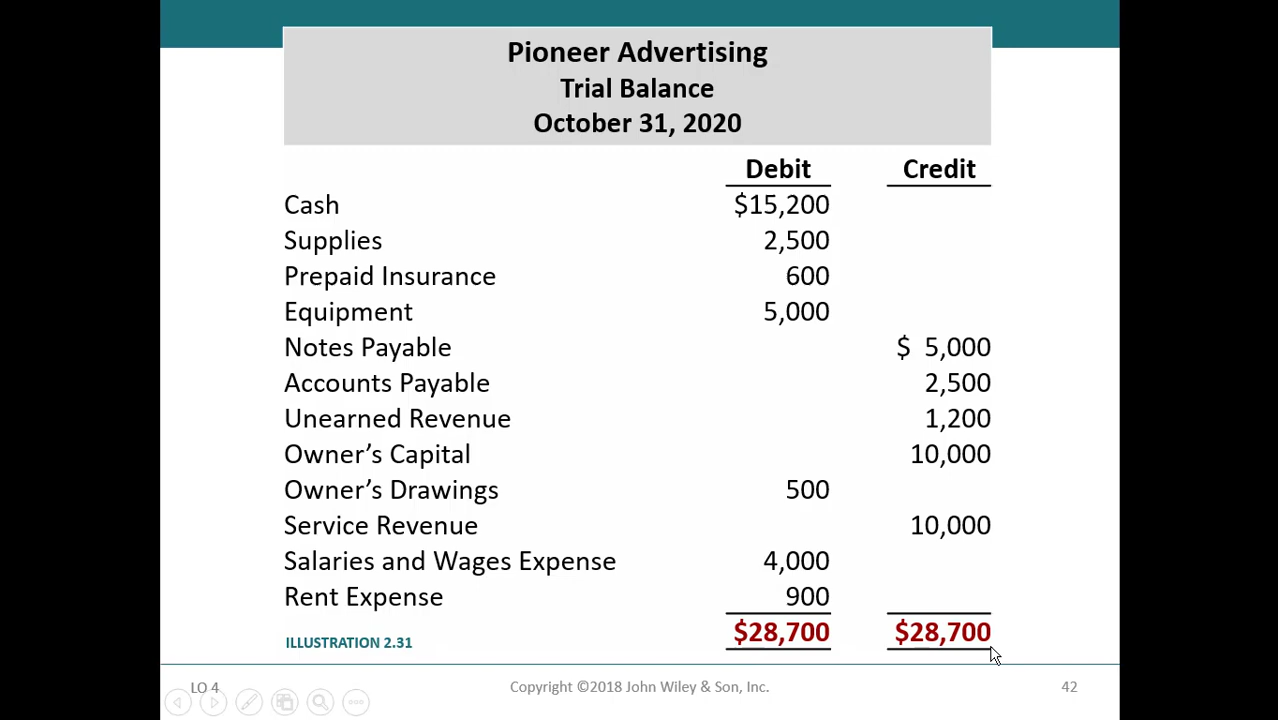 Pioneer Advertising
Trial Balance
October 31, 2020
Debit Credit
Cash $15,200
Supplies 2,500
Prepaid Insurance 600
Equipment 5,000
Notes Payable $ 5,000
Accounts Payable 2,500
Unearned Revenue 1,200
Owner’s Capital 10,000
Owner’s Drawings 500
Service Revenue 10,000
Salaries and Wages Expense 4,000
Rent Expense 900
ILLUSTRATION 2.31 $28,700 $28,700
LO 4 Copyright ©2018 John Wiley & Son, Inc. 42